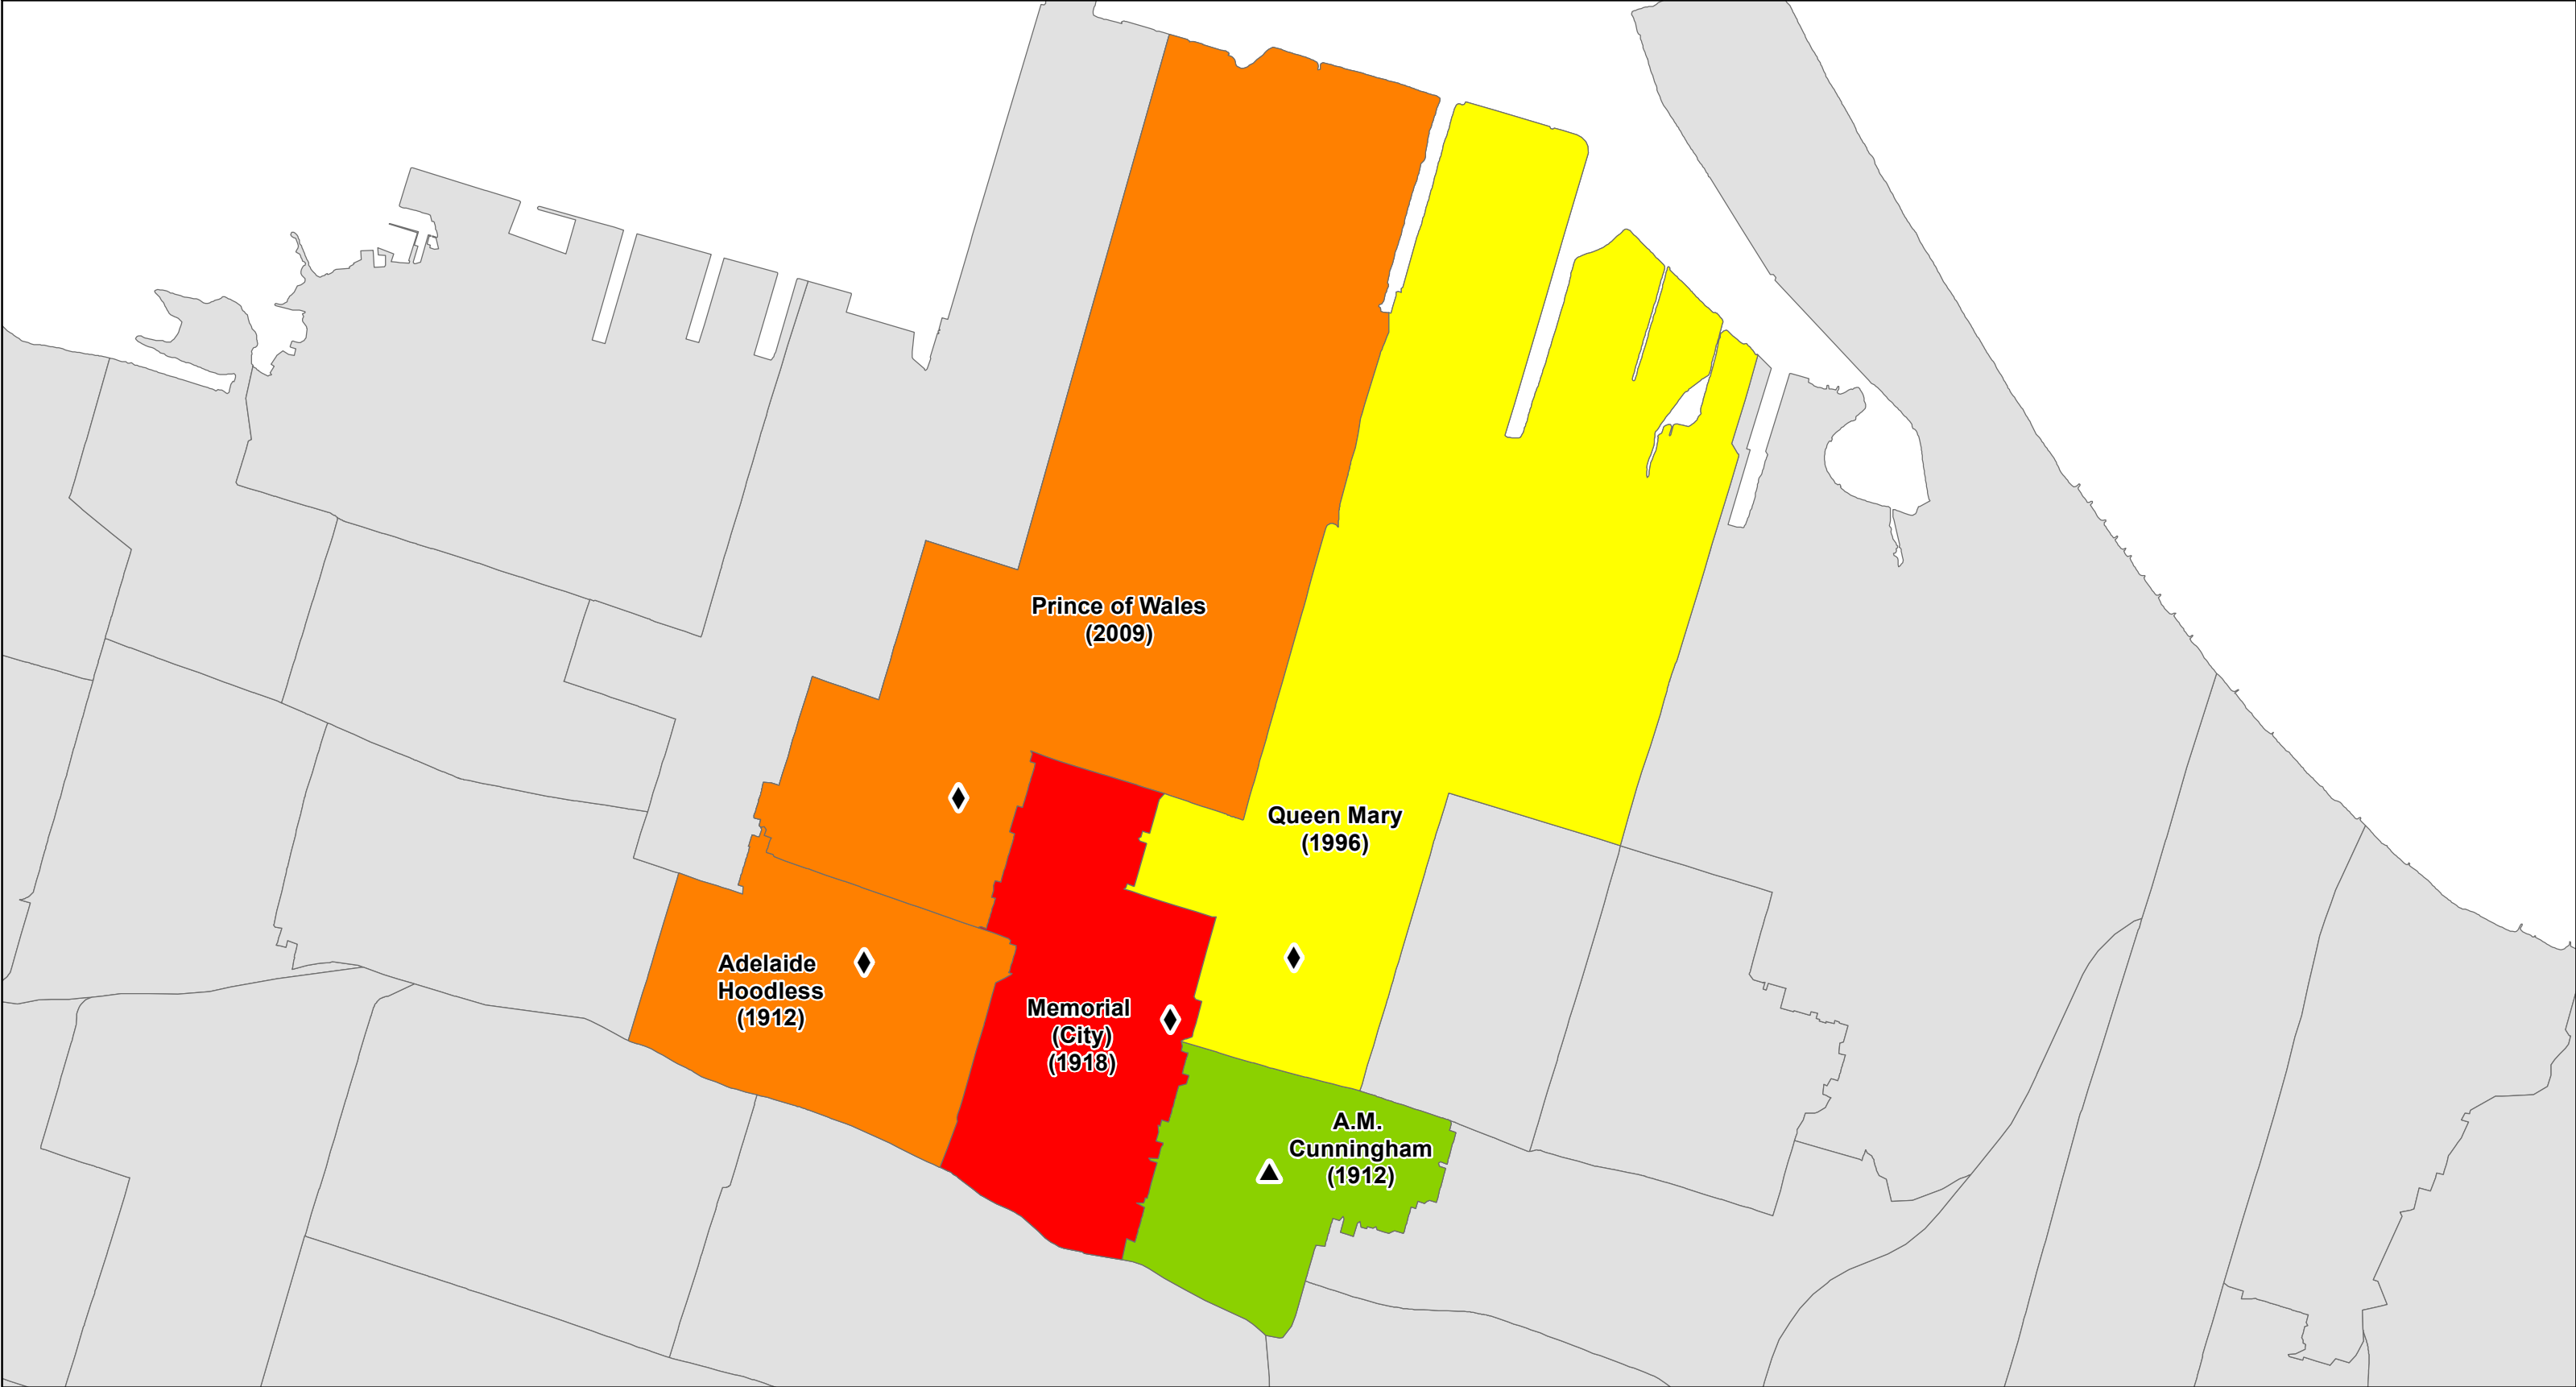 Prince of Wales
(2009)
Queen Mary
(1996)
Adelaide
Hoodless
(1912)
Memorial
(City)
(1918)
A.M.
Cunningham
(1912)